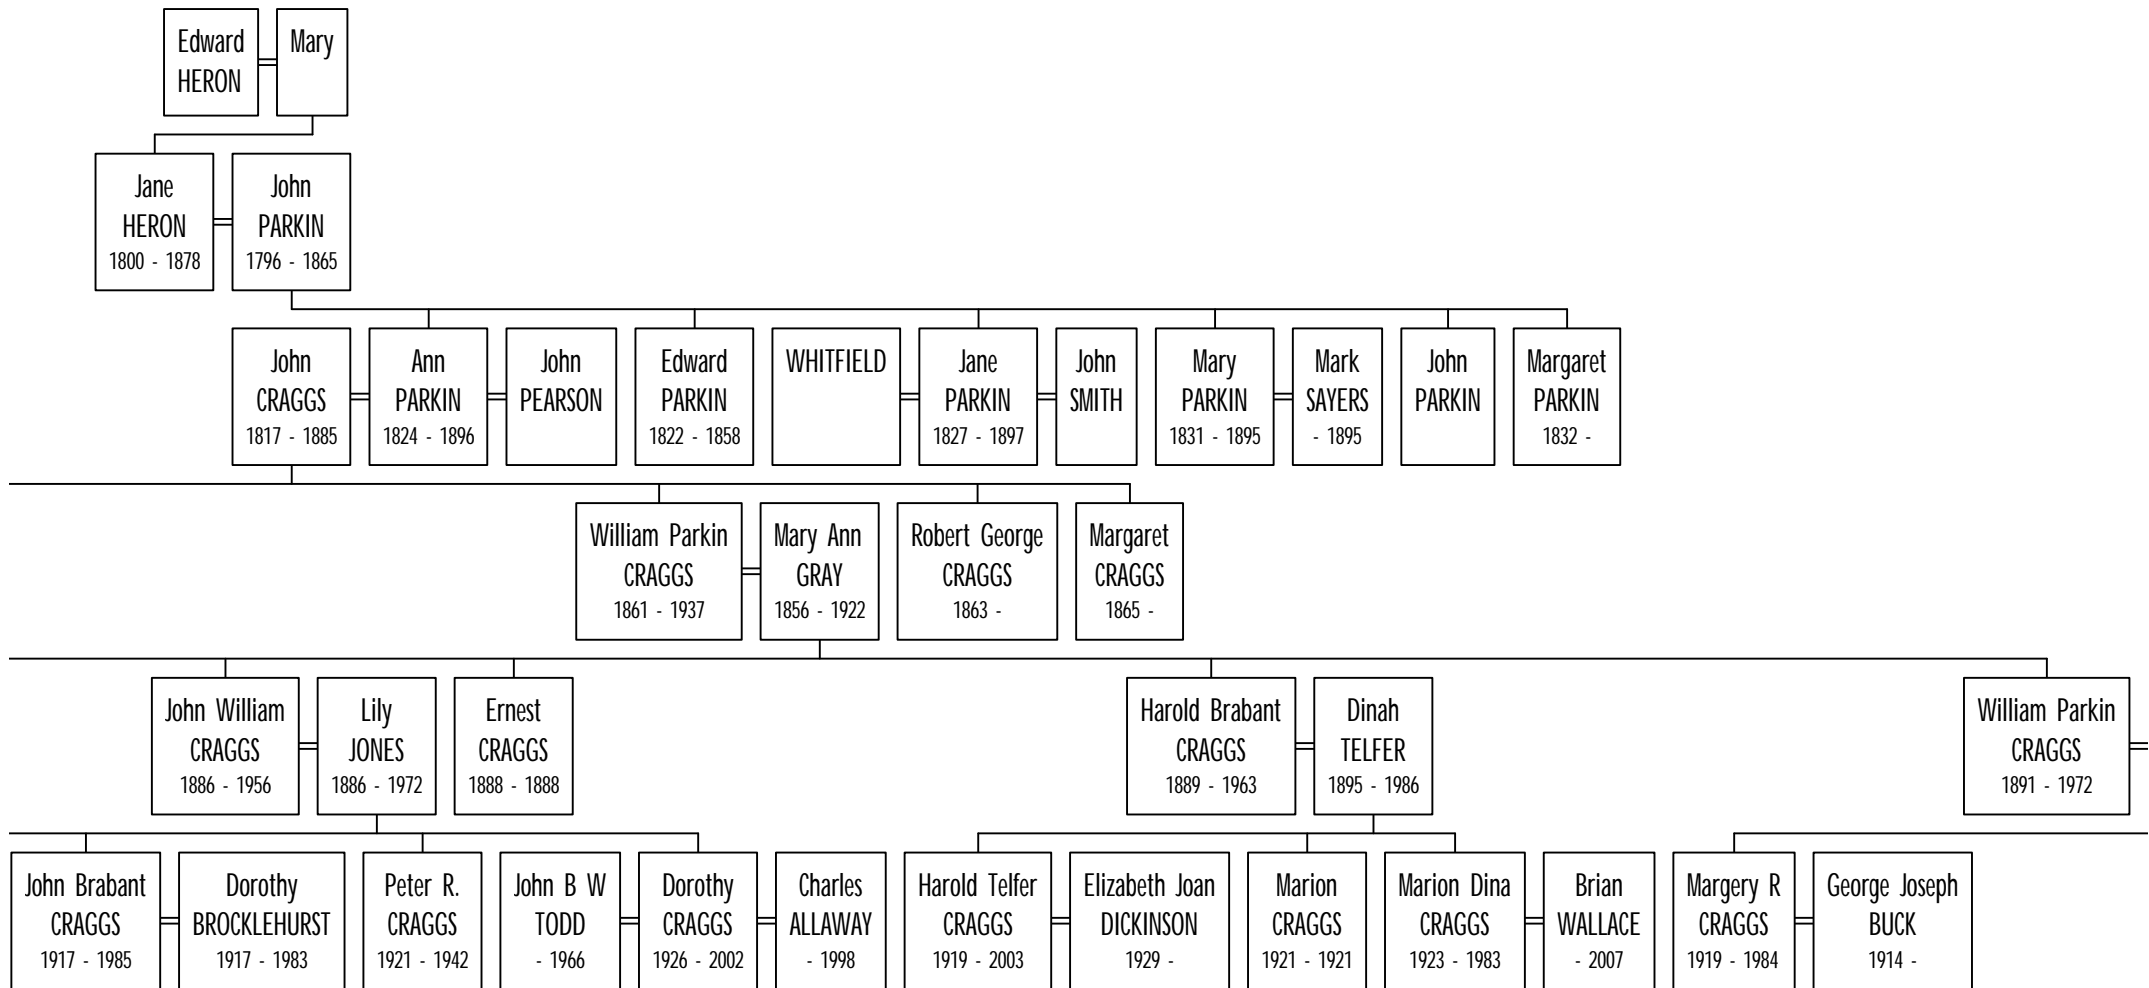 Edward
HERON
Mary
Jane
HERON
1800 - 1878
John
PARKIN
1796 - 1865
John
CRAGGS
1817 - 1885
Ann
PARKIN
1824 - 1896
John
PEARSON
Edward
PARKIN
1822 - 1858
WHITFIELD
Jane
PARKIN
1827 - 1897
John
SMITH
Mary
PARKIN
1831 - 1895
Mark
SAYERS
- 1895
John
PARKIN
Margaret
PARKIN
1832 -
William Parkin
CRAGGS
1861 - 1937
Mary Ann
GRAY
1856 - 1922
Robert George
CRAGGS
1863 -
Margaret
CRAGGS
1865 -
John William
CRAGGS
1886 - 1956
Lily
JONES
1886 - 1972
Ernest
CRAGGS
1888 - 1888
Harold Brabant
CRAGGS
1889 - 1963
Dinah
TELFER
1895 - 1986
William Parkin
CRAGGS
1891 - 1972
John Brabant
CRAGGS
1917 - 1985
Dorothy
BROCKLEHURST
1917 - 1983
Peter R.
CRAGGS
1921 - 1942
John B W
TODD
- 1966
Dorothy
CRAGGS
1926 - 2002
Charles
ALLAWAY
- 1998
Harold Telfer
CRAGGS
1919 - 2003
Elizabeth Joan
DICKINSON
1929 -
Marion
CRAGGS
1921 - 1921
Marion Dina
CRAGGS
1923 - 1983
Brian
WALLACE
- 2007
Margery R
CRAGGS
1919 - 1984
George Joseph
BUCK
1914 -